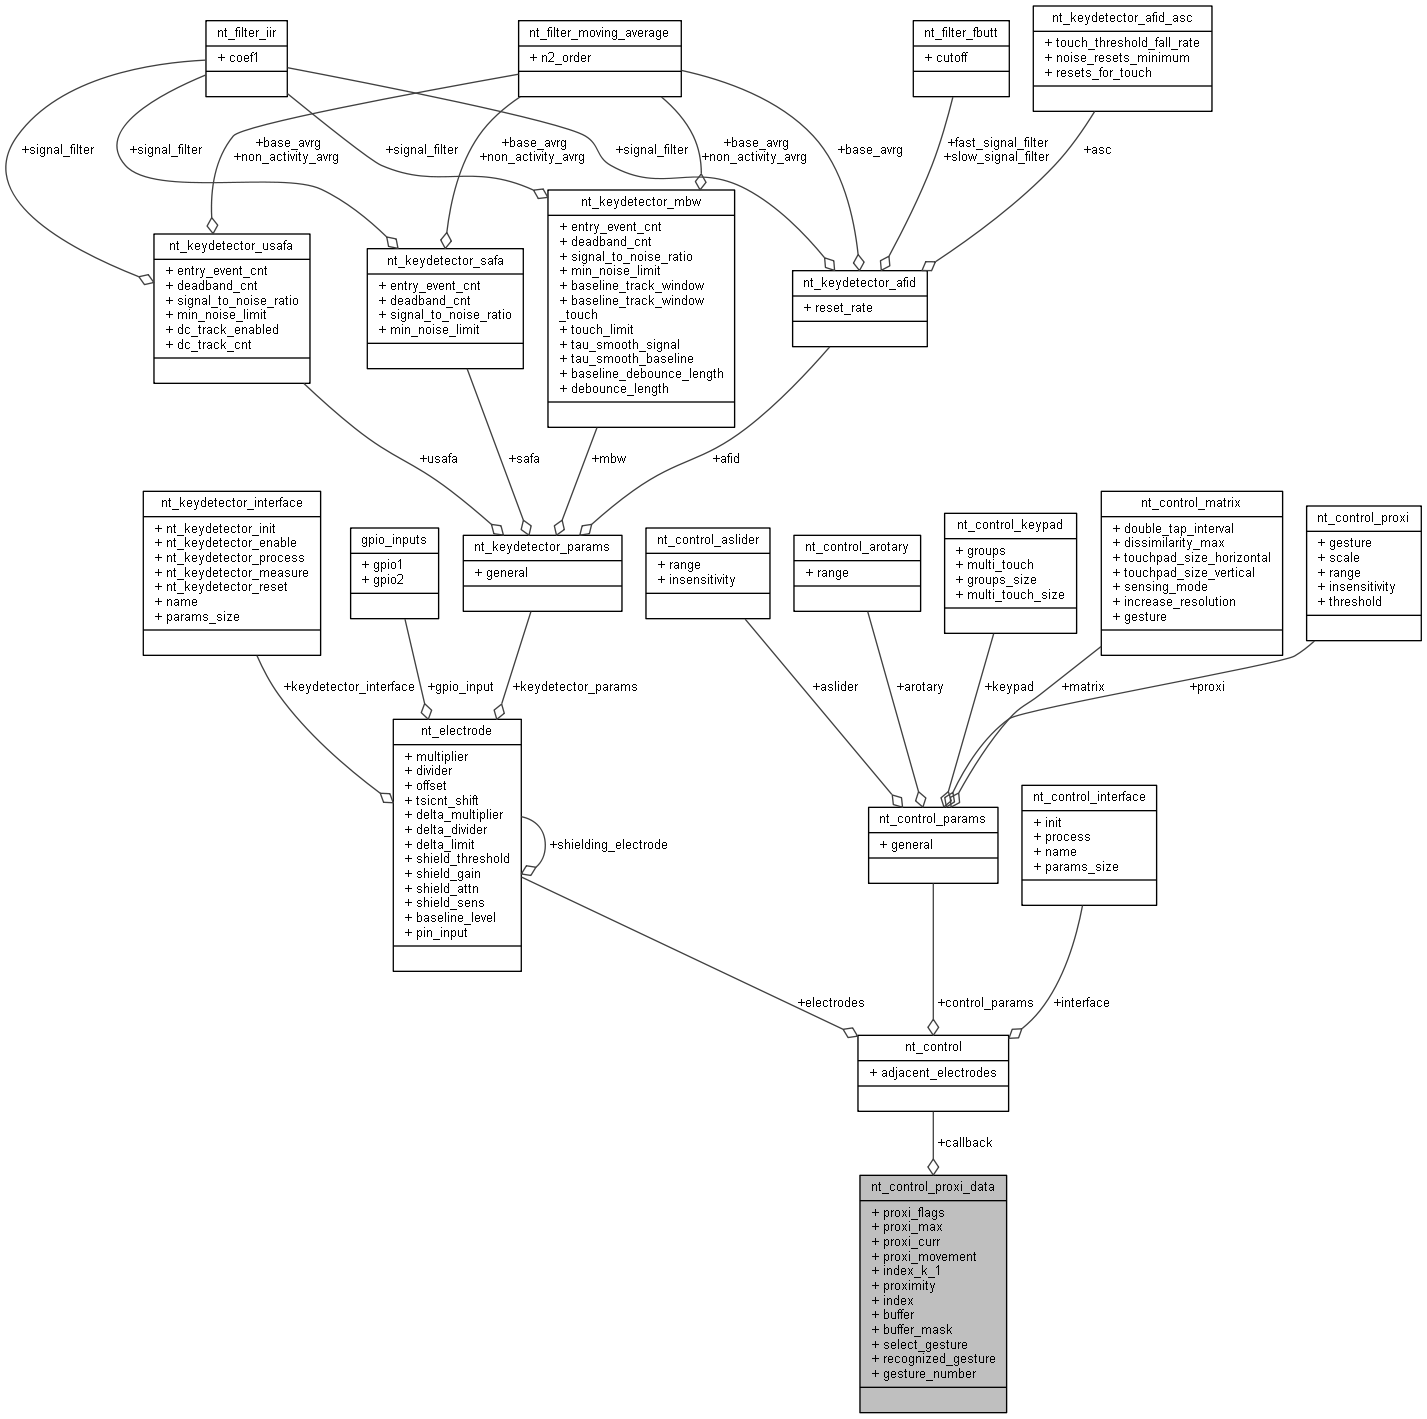 nt_filter_iir
+ coef1
nt_filter_moving_average
+ n2_order
nt_filter_fbutt
+ cutoff
nt_keydetector_afid_asc
+ touch_threshold_fall_rate
+ noise_resets_minimum
+ resets_for_touch
+signal_filter
+signal_filter
+base_avrg
+non_activity_avrg
+signal_filter
+base_avrg
+non_activity_avrg
+signal_filter
+base_avrg
+non_activity_avrg
+base_avrg
+fast_signal_filter
+slow_signal_filter
+asc
nt_keydetector_usafa
+ entry_event_cnt
+ deadband_cnt
+ signal_to_noise_ratio
+ min_noise_limit
+ dc_track_enabled
+ dc_track_cnt
nt_keydetector_safa
+ entry_event_cnt
+ deadband_cnt
+ signal_to_noise_ratio
+ min_noise_limit
nt_keydetector_mbw
+ entry_event_cnt
+ deadband_cnt
+ signal_to_noise_ratio
+ min_noise_limit
+ baseline_track_window
+ baseline_track_window
_touch
+ touch_limit
+ tau_smooth_signal
+ tau_smooth_baseline
+ baseline_debounce_length
+ debounce_length
nt_keydetector_afid
+ reset_rate
+usafa
+safa
+mbw
+afid
nt_keydetector_interface
+ nt_keydetector_init
+ nt_keydetector_enable
+ nt_keydetector_process
+ nt_keydetector_measure
+ nt_keydetector_reset
+ name
+ params_size
gpio_inputs
+ gpio1
+ gpio2
nt_keydetector_params
+ general
nt_control_aslider
+ range
+ insensitivity
nt_control_arotary
+ range
nt_control_keypad
+ groups
+ multi_touch
+ groups_size
+ multi_touch_size
nt_control_matrix
+ double_tap_interval
+ dissimilarity_max
+ touchpad_size_horizontal
+ touchpad_size_vertical
+ sensing_mode
+ increase_resolution
+ gesture
nt_control_proxi
+ gesture
+ scale
+ range
+ insensitivity
+ threshold
+keydetector_interface
+gpio_input
+keydetector_params
+aslider
+arotary
+keypad
+matrix
+proxi
nt_electrode
+ multiplier
+ divider
+ offset
+ tsicnt_shift
+ delta_multiplier
+ delta_divider
+ delta_limit
+ shield_threshold
+ shield_gain
+ shield_attn
+ shield_sens
+ baseline_level
+ pin_input
+shielding_electrode
nt_control_params
+ general
nt_control_interface
+ init
+ process
+ name
+ params_size
+electrodes
+control_params
+interface
nt_control
+ adjacent_electrodes
+callback
nt_control_proxi_data
+ proxi_flags
+ proxi_max
+ proxi_curr
+ proxi_movement
+ index_k_1
+ proximity
+ index
+ buffer
+ buffer_mask
+ select_gesture
+ recognized_gesture
+ gesture_number